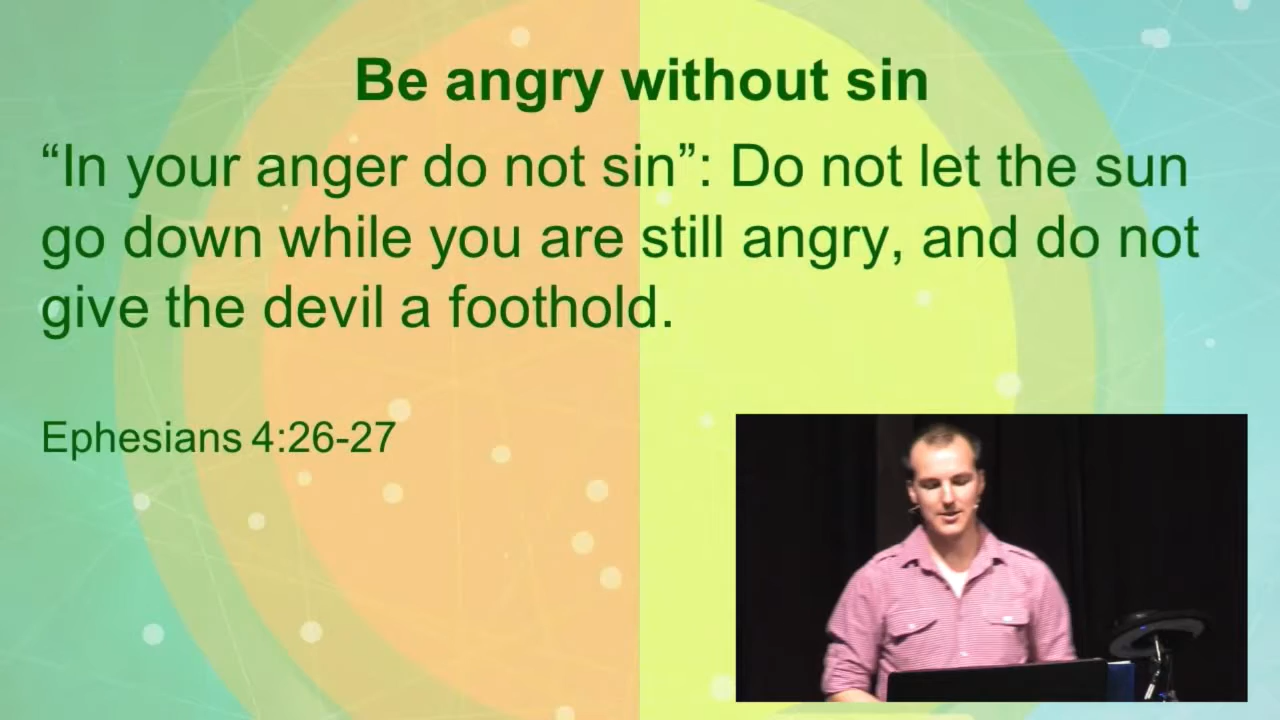 Be angry without sin
“In your anger do not sin”: Do not let the sun
go down while you are still angry, and do not
give the devil a foothold.
Ephesians 4:26-27